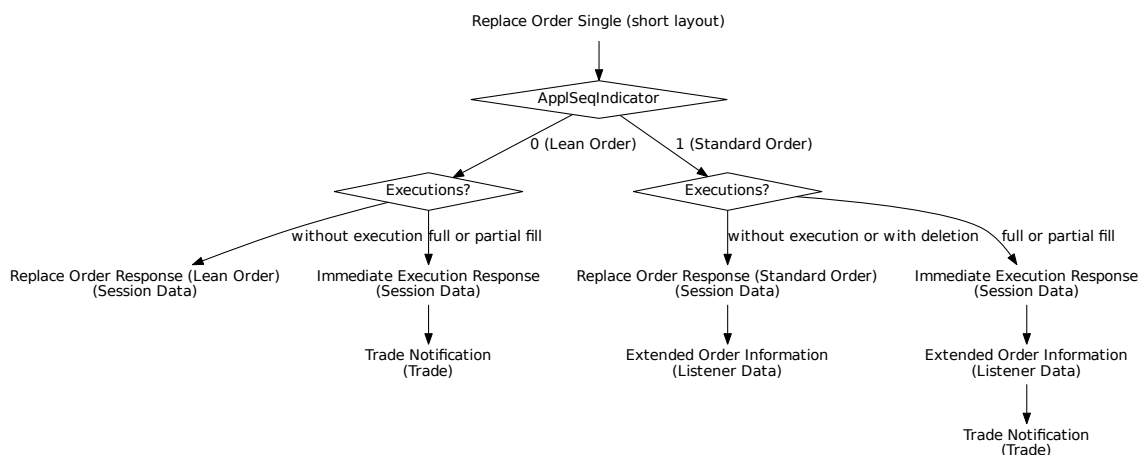 Replace Order Single (short layout)
ApplSeqIndicator
0 (Lean Order)
1 (Standard Order)
Executions?
Executions?
without execution
full or partial fill
without execution or with deletion
full or partial fill
Replace Order Response (Lean Order)
(Session Data)
Immediate Execution Response
(Session Data)
Replace Order Response (Standard Order)
(Session Data)
Immediate Execution Response
(Session Data)
Trade Notification
(Trade)
Extended Order Information
(Listener Data)
Extended Order Information
(Listener Data)
Trade Notification
(Trade)